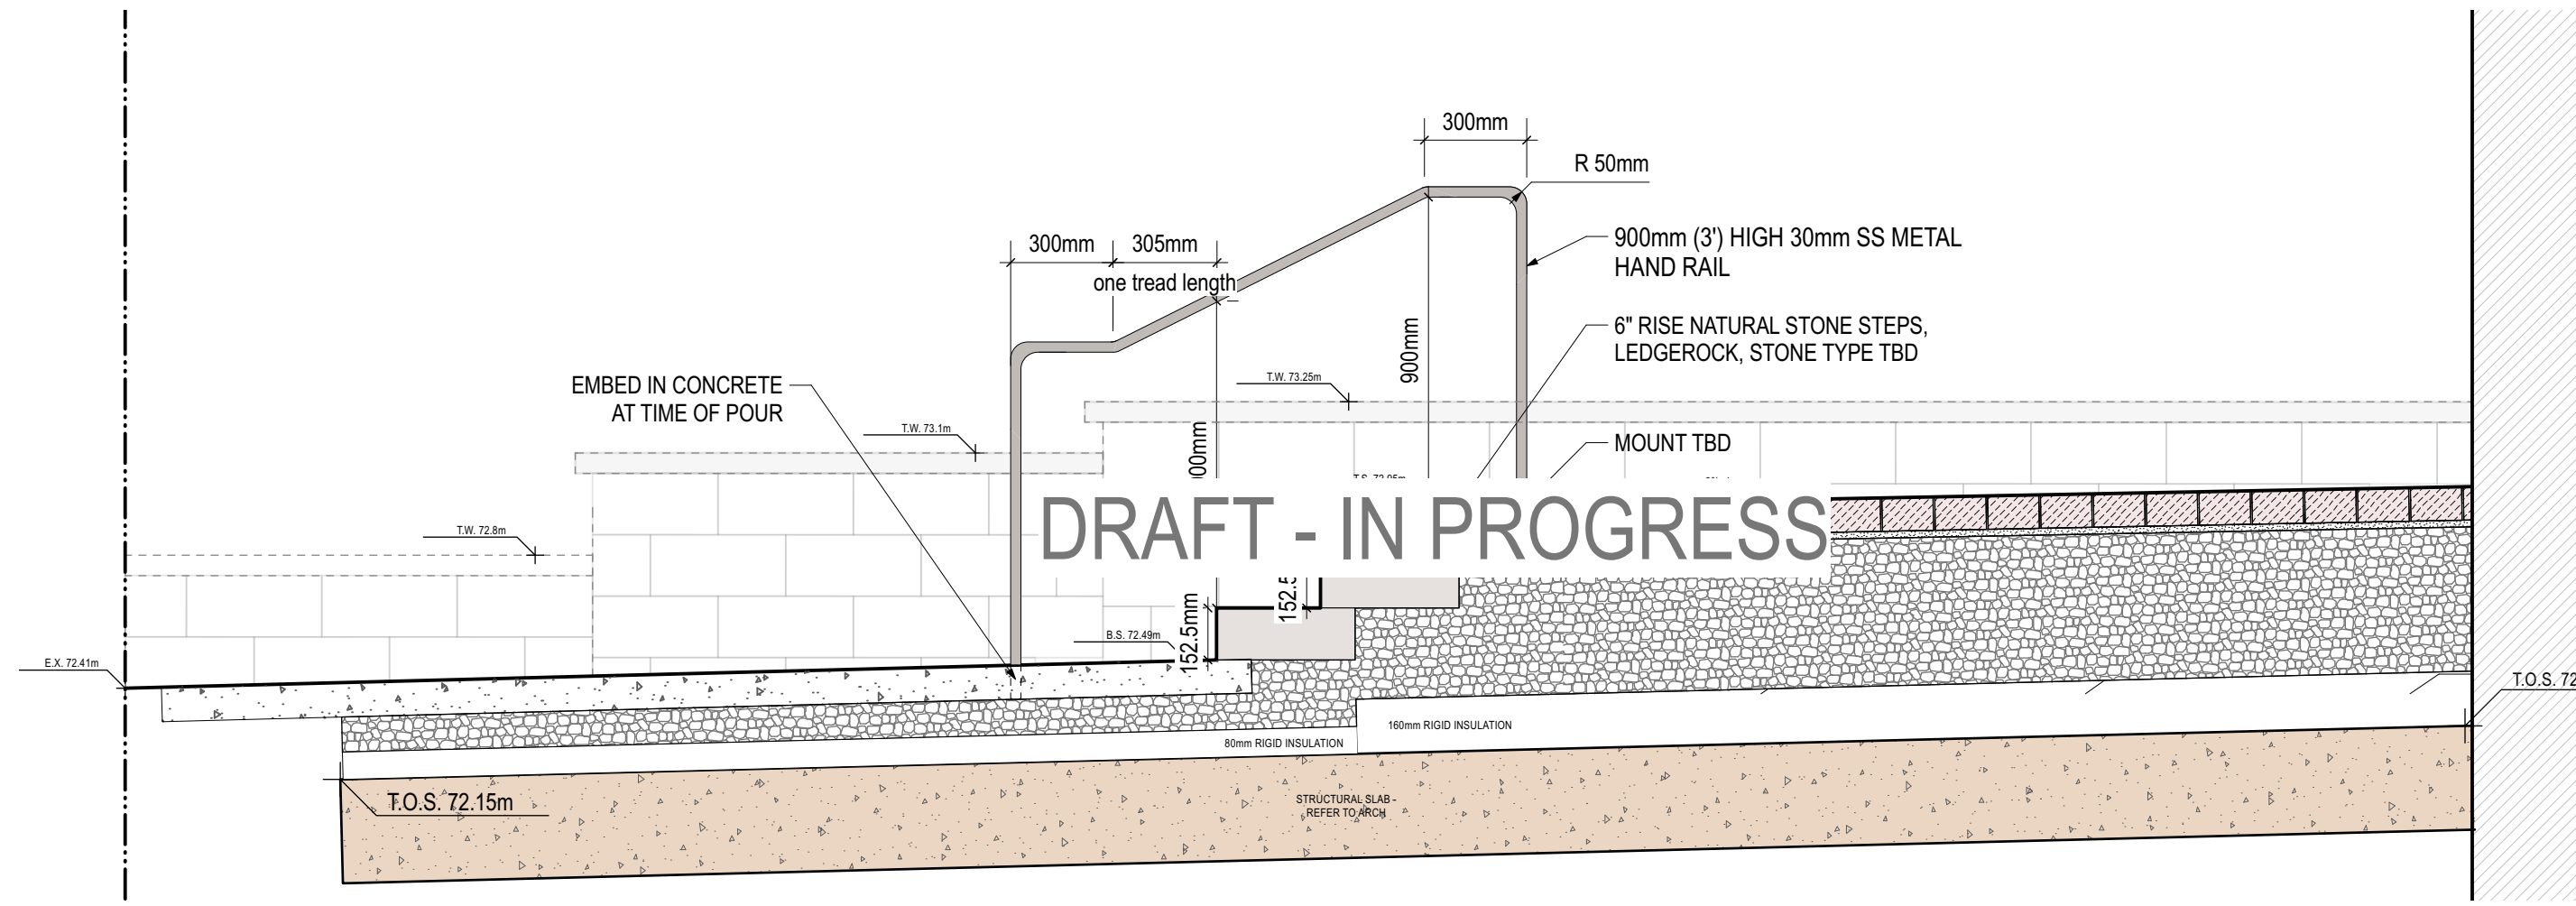 300mm
R 50mm
900mm (3') HIGH 30mm SS METAL
HAND RAIL
300mm
305mm
one tread length
6" RISE NATURAL STONE STEPS,
LEDGEROCK, STONE TYPE TBD
900mm
EMBED IN CONCRETE
AT TIME OF POUR
T.W. 73.25m
T.W. 73.1m
MOUNT TBD
00mm
DRAFT - IN PROGRESS
T.W. 72.8m
152.5
152.5mm
B.S. 72.49m
E.X. 72.41m
T.O.S. 72
160mm RIGID INSULATION
80mm RIGID INSULATION
T.O.S. 72.15m
STRUCTURAL SLAB -
REFER TO ARCH